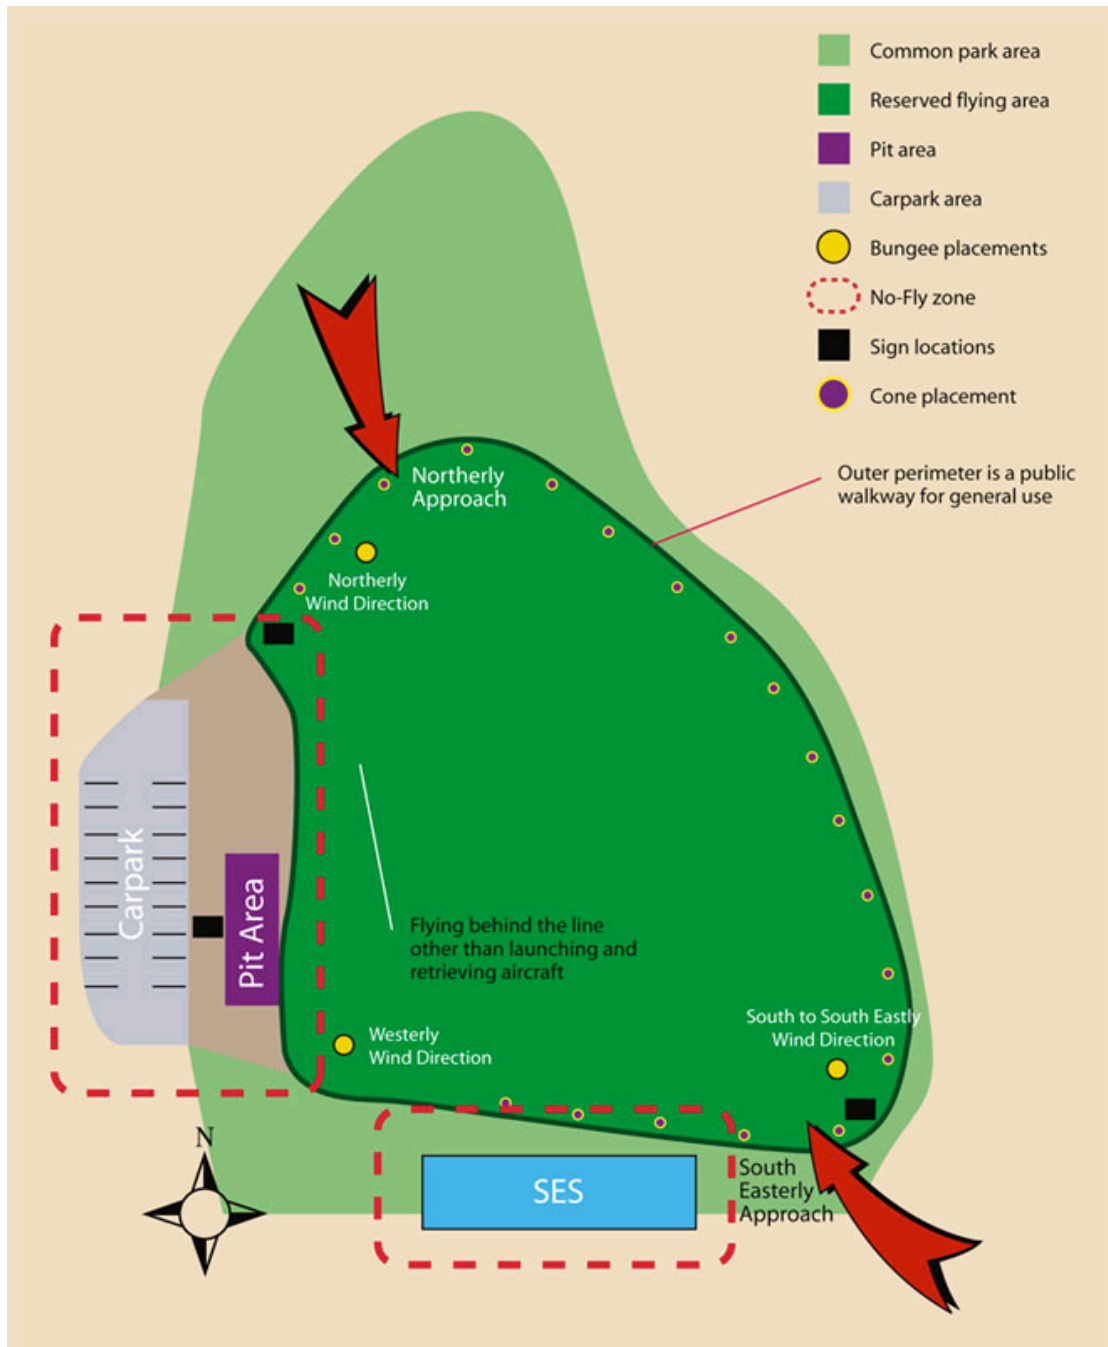 Common park area
Reserved flying area
Pit area
Carpark area
Bungee placements
No-Fly zone
Sign locations
Cone placement
Outer perimeter is a public
walkway for general use
Northerly
Approach
Northerly
Wind Direction
Carpark
Pit Area
Flying behind the line
other than launching and
retrieving aircraft
South to South Eastly
Wind Direction
Westerly
Wind Direction
N
SES
South
Easterly
Approach